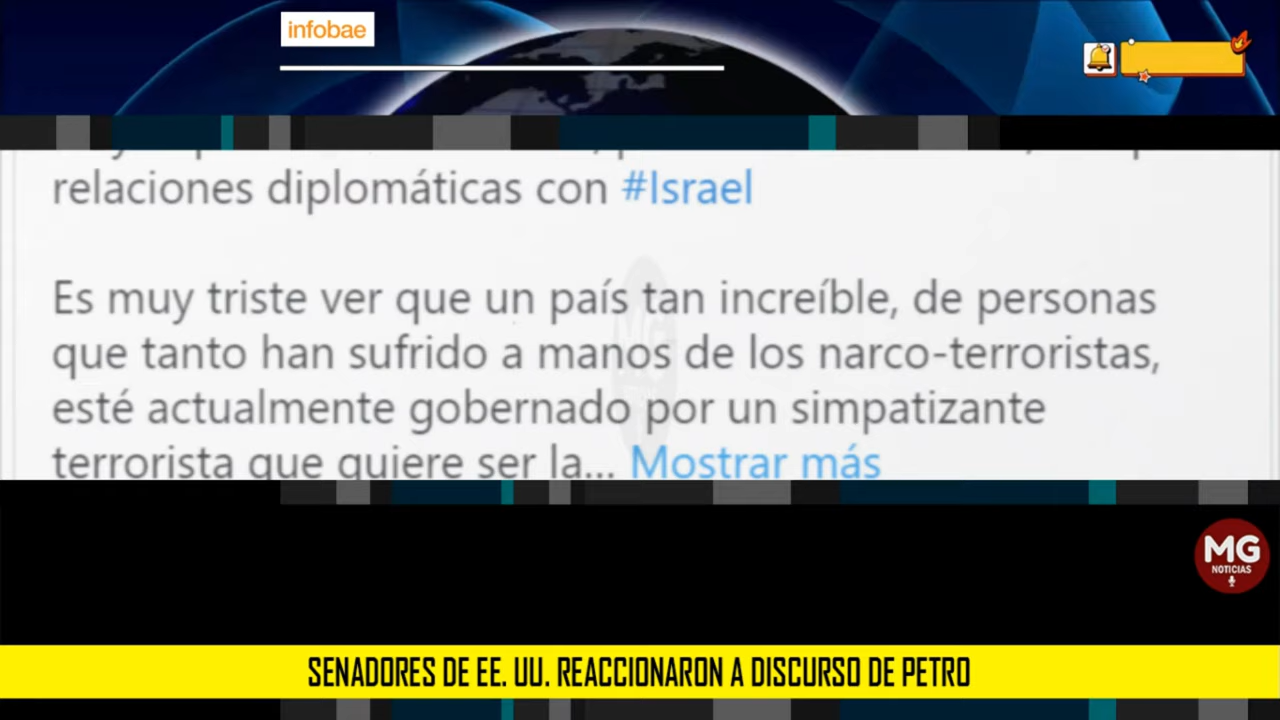 infobae
relaciones diplomáticas con #Israel
Es muy triste ver que un país tan increíble, de personas
que tanto han sufrido a manos de los narco-terroristas,
esté actualmente gobernado por un simpatizante
terrorista que quiere ser la... Mostrar más
MG
NOTICIAS
SENADORES DE EE. UU. REACCIONARON A DISCURSO DE PETRO